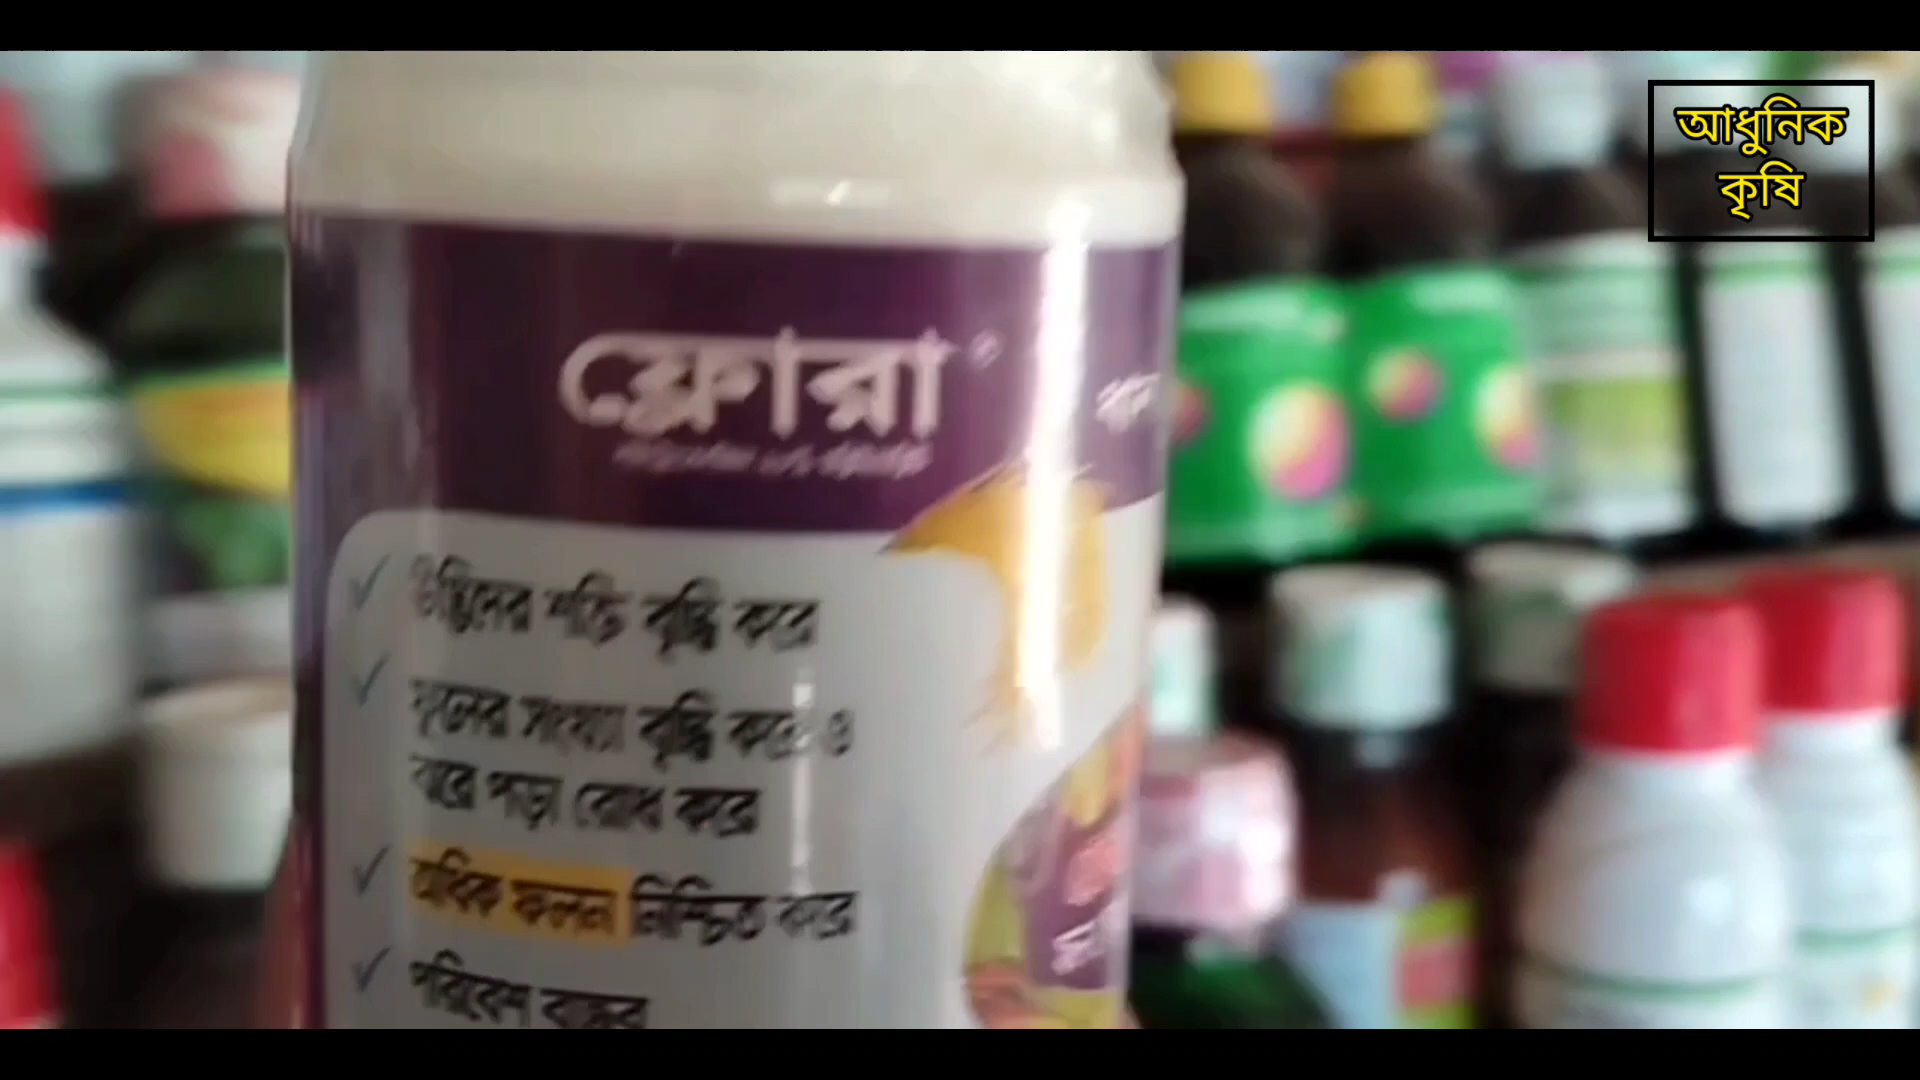 আধুনিক
কৃষি
ফ্লোরা
উদ্ভিদের শক্তি বৃদ্ধি করে
ফুলের সংখ্যা বৃদ্ধি করে ও
ঝরে পড়া রোধ করে
অধিক ফলন নিশ্চিত করে
পরিবেশ বান্ধব